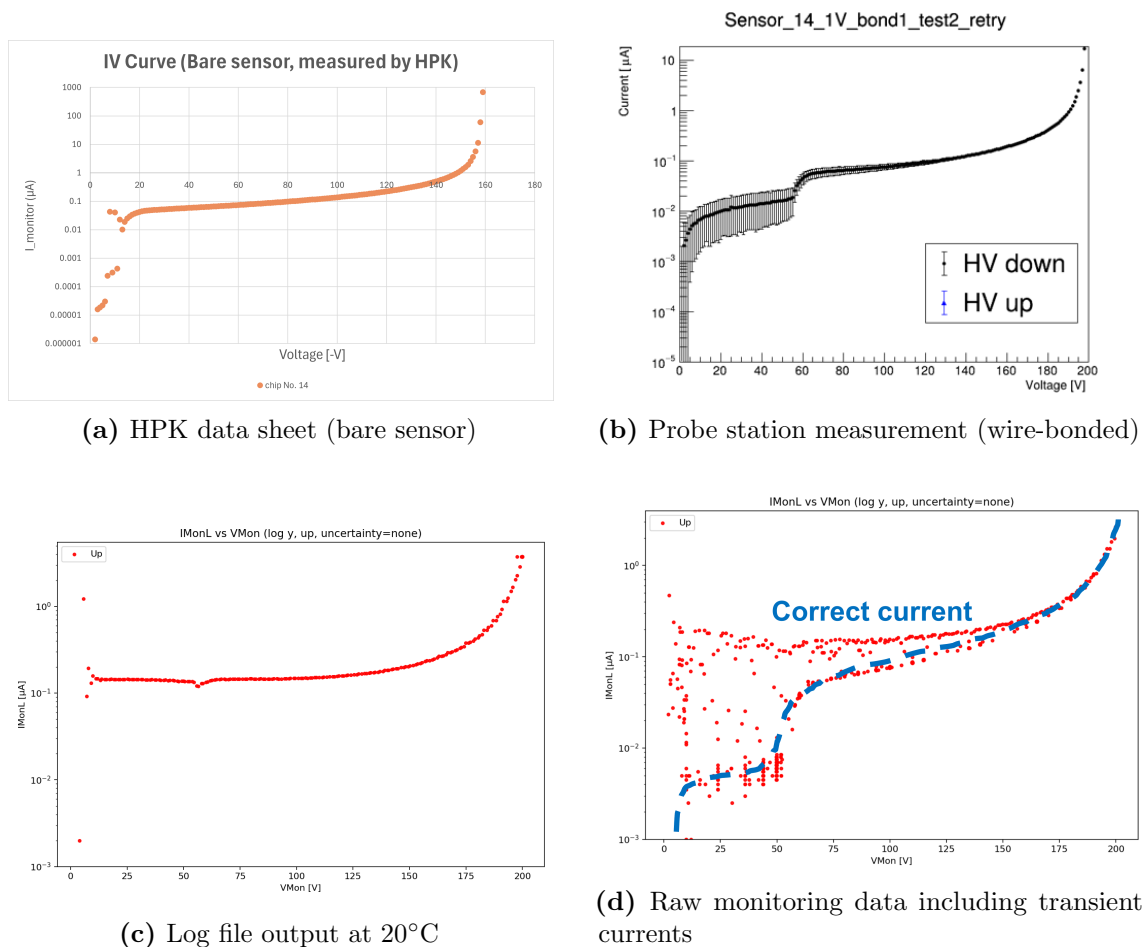 IV Curve (Bare sensor, measured by HPK)
I_monitor (µA)
1000
100
10
1
0.1
0.01
0.001
0.0001
0.00001
0.000001
0 20 40 60 80 100 120 140 160 180
Voltage [-V]
chip No. 14
(a) HPK data sheet (bare sensor)
Sensor_14_1V_bond1_test2_retry
Current [ µA]
10
1
10⁻¹
10⁻²
10⁻³
10⁻⁴
10⁻⁵
HV down
HV up
0 20 40 60 80 100 120 140 160 180 200
Voltage [V]
(b) Probe station measurement (wire-bonded)
IMonL vs VMon (log y, up, uncertainty=none)
Up
IMonL [µA]
10⁰
10⁻¹
10⁻²
10⁻³
0 25 50 75 100 125 150 175 200
VMon [V]
(c) Log file output at 20°C
IMonL vs VMon (log y, up, uncertainty=none)
Up
Correct current
IMonL [µA]
10⁰
10⁻¹
10⁻²
10⁻³
0 25 50 75 100 125 150 175 200
VMon [V]
(d) Raw monitoring data including transient
currents